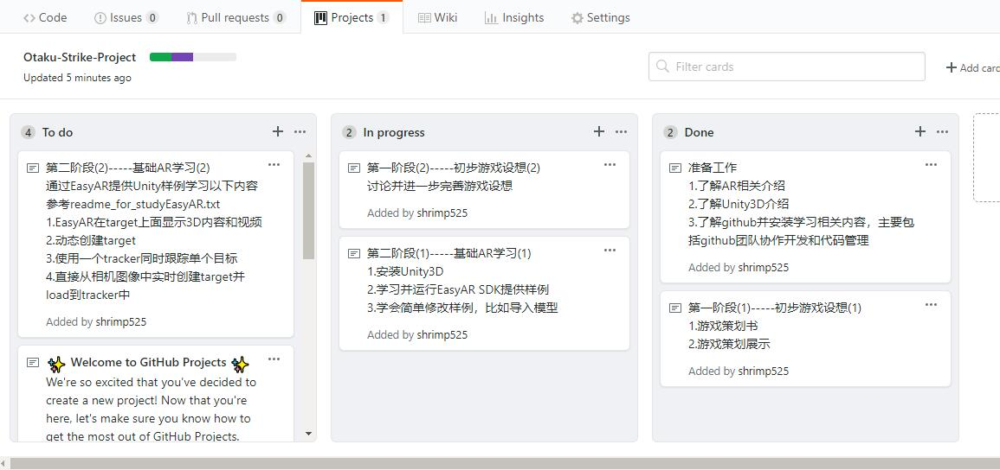 Code
Issues 0
Pull requests 0
Projects 1
Wiki
Insights
Settings
Otaku-Strike-Project
Updated 5 minutes ago
Filter cards
Add card
4 To do
第二阶段(2)-----基础AR学习(2)
通过EasyAR提供Unity样例学习以下内容
参考readme_for_studyEasyAR.txt
1.EasyAR在target上面显示3D内容和视频
2.动态创建target
3.使用一个tracker同时跟踪单个目标
4.直接从相机图像中实时创建target并
load到tracker中
Added by shrimp525
Welcome to GitHub Projects
We're so excited that you've decided to
create a new project! Now that you're
here, let's make sure you know how to
get the most out of GitHub Projects.
2 In progress
第一阶段(2)-----初步游戏设想(2)
讨论并进一步完善游戏设想
Added by shrimp525
第二阶段(1)-----基础AR学习(1)
1.安装Unity3D
2.学习并运行EasyAR SDK提供样例
3.学会简单修改样例，比如导入模型
Added by shrimp525
2 Done
准备工作
1.了解AR相关介绍
2.了解Unity3D介绍
3.了解github并安装学习相关内容，主要包
括github团队协作开发和代码管理
Added by shrimp525
第一阶段(1)-----初步游戏设想(1)
1.游戏策划书
2.游戏策划展示
Added by shrimp525